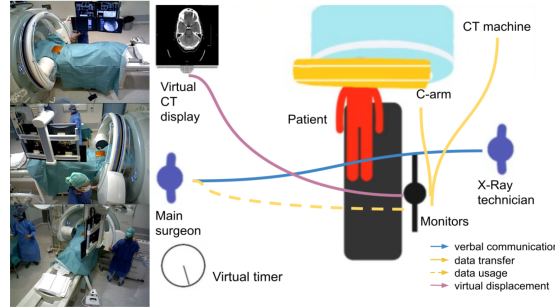 CT machine
C-arm
Virtual
CT
display
Patient
X-Ray
technician
Main
surgeon
Monitors
Virtual timer
verbal communication
data transfer
data usage
virtual displacement